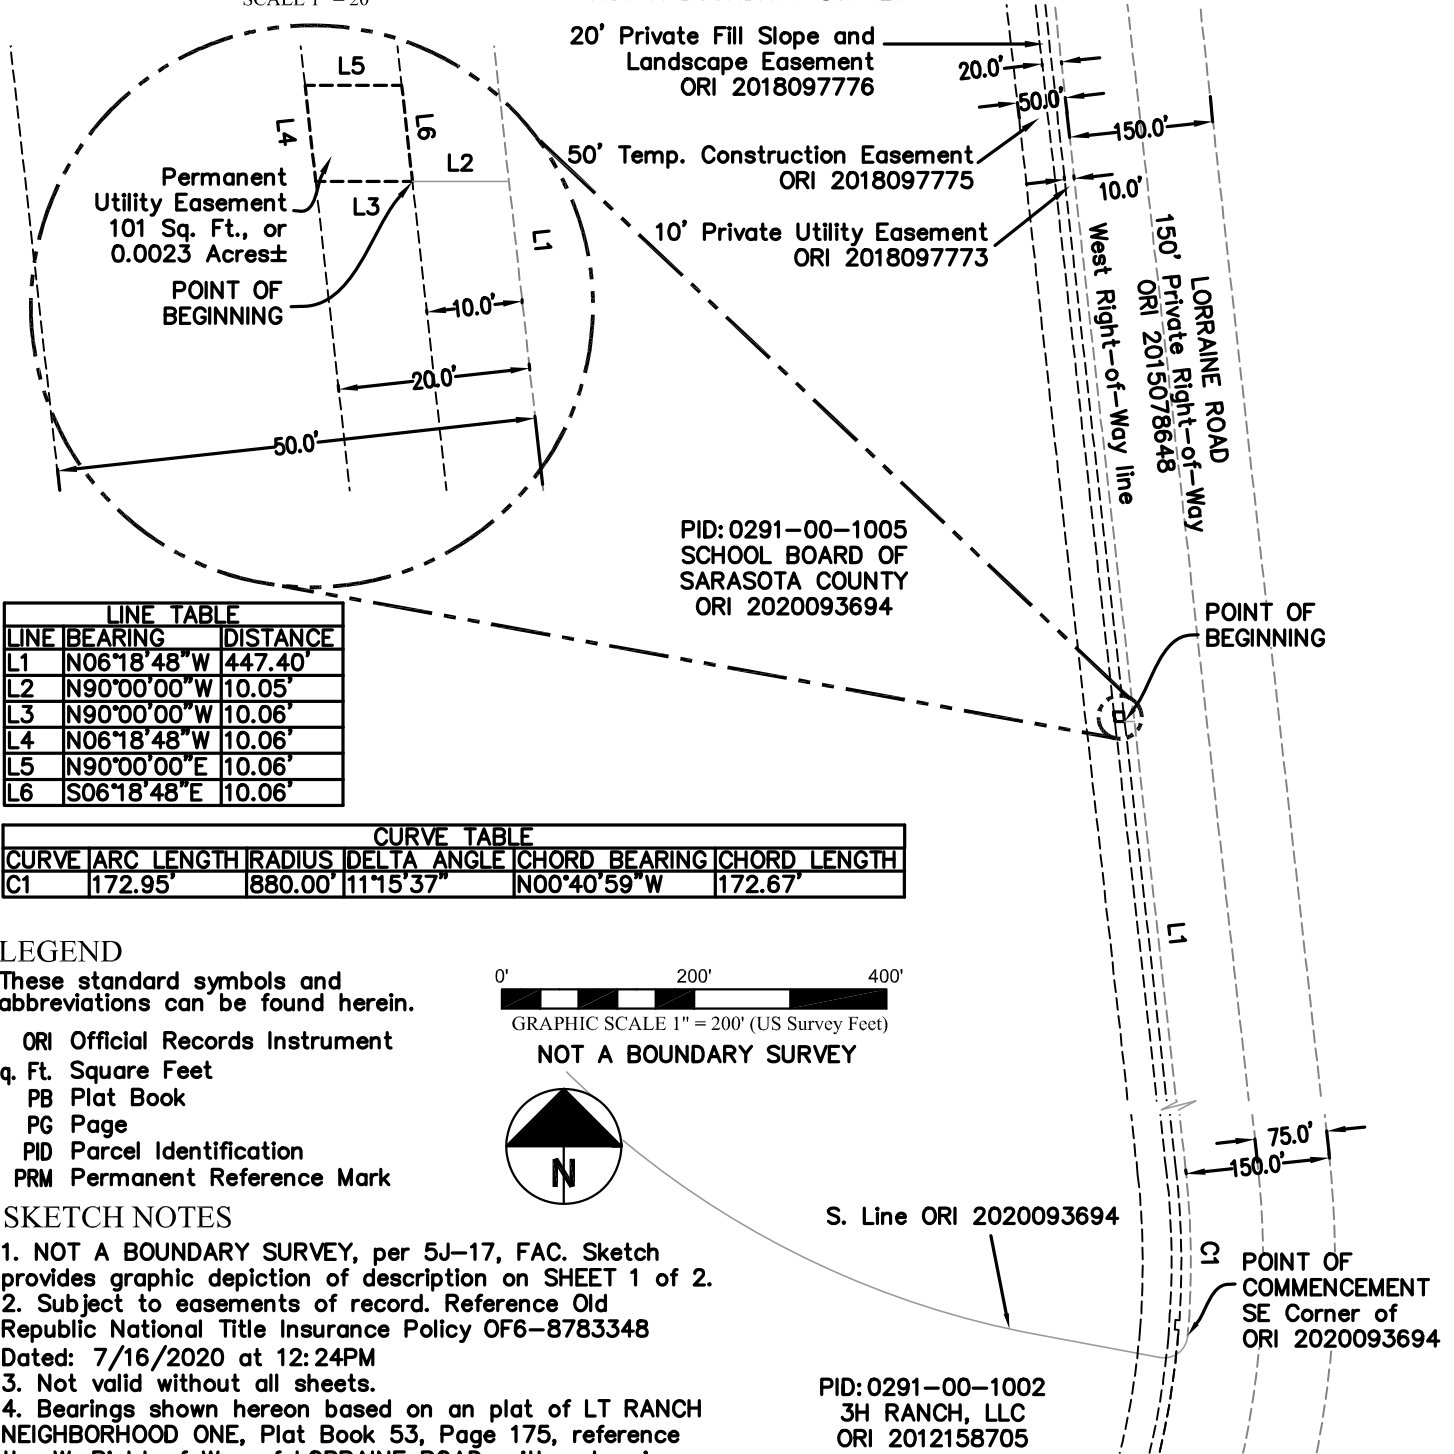 SCALE 1" = 20'
20' Private Fill Slope and
Landscape Easement
ORI 2018097776
20.0'
50.0'
150.0'
50' Temp. Construction Easement
ORI 2018097775
10.0'
10' Private Utility Easement
ORI 2018097773
L5
L4
L6
L2
L3
L1
Permanent
Utility Easement
101 Sq. Ft., or
0.0023 Acres±
POINT OF
BEGINNING
10.0'
20.0'
50.0'
West Right-of-Way line
150' Private Right-of-Way
ORI 2015078648
LORRAINE ROAD
PID: 0291-00-1005
SCHOOL BOARD OF
SARASOTA COUNTY
ORI 2020093694
POINT OF
BEGINNING
LINE TABLE
LINE BEARING DISTANCE
L1 N06°18'48"W 447.40'
L2 N90°00'00"W 10.05'
L3 N90°00'00"W 10.06'
L4 N06°18'48"W 10.06'
L5 N90°00'00"E 10.06'
L6 S06°18'48"E 10.06'
CURVE TABLE
CURVE ARC LENGTH RADIUS DELTA ANGLE CHORD BEARING CHORD LENGTH
C1 172.95' 880.00' 11°15'37" N00°40'59"W 172.67'
L1
LEGEND
These standard symbols and
abbreviations can be found herein.
ORI Official Records Instrument
q. Ft. Square Feet
PB Plat Book
PG Page
PID Parcel Identification
PRM Permanent Reference Mark
0' 200' 400'
GRAPHIC SCALE 1" = 200' (US Survey Feet)
NOT A BOUNDARY SURVEY
N
75.0'
150.0'
S. Line ORI 2020093694
C1
POINT OF
COMMENCEMENT
SE Corner of
ORI 2020093694
SKETCH NOTES
1. NOT A BOUNDARY SURVEY, per 5J-17, FAC. Sketch
provides graphic depiction of description on SHEET 1 of 2.
2. Subject to easements of record. Reference Old
Republic National Title Insurance Policy OF6-8783348
Dated: 7/16/2020 at 12:24PM
3. Not valid without all sheets.
4. Bearings shown hereon based on an plat of LT RANCH
NEIGHBORHOOD ONE, Plat Book 53, Page 175, reference
PID: 0291-00-1002
3H RANCH, LLC
ORI 2012158705